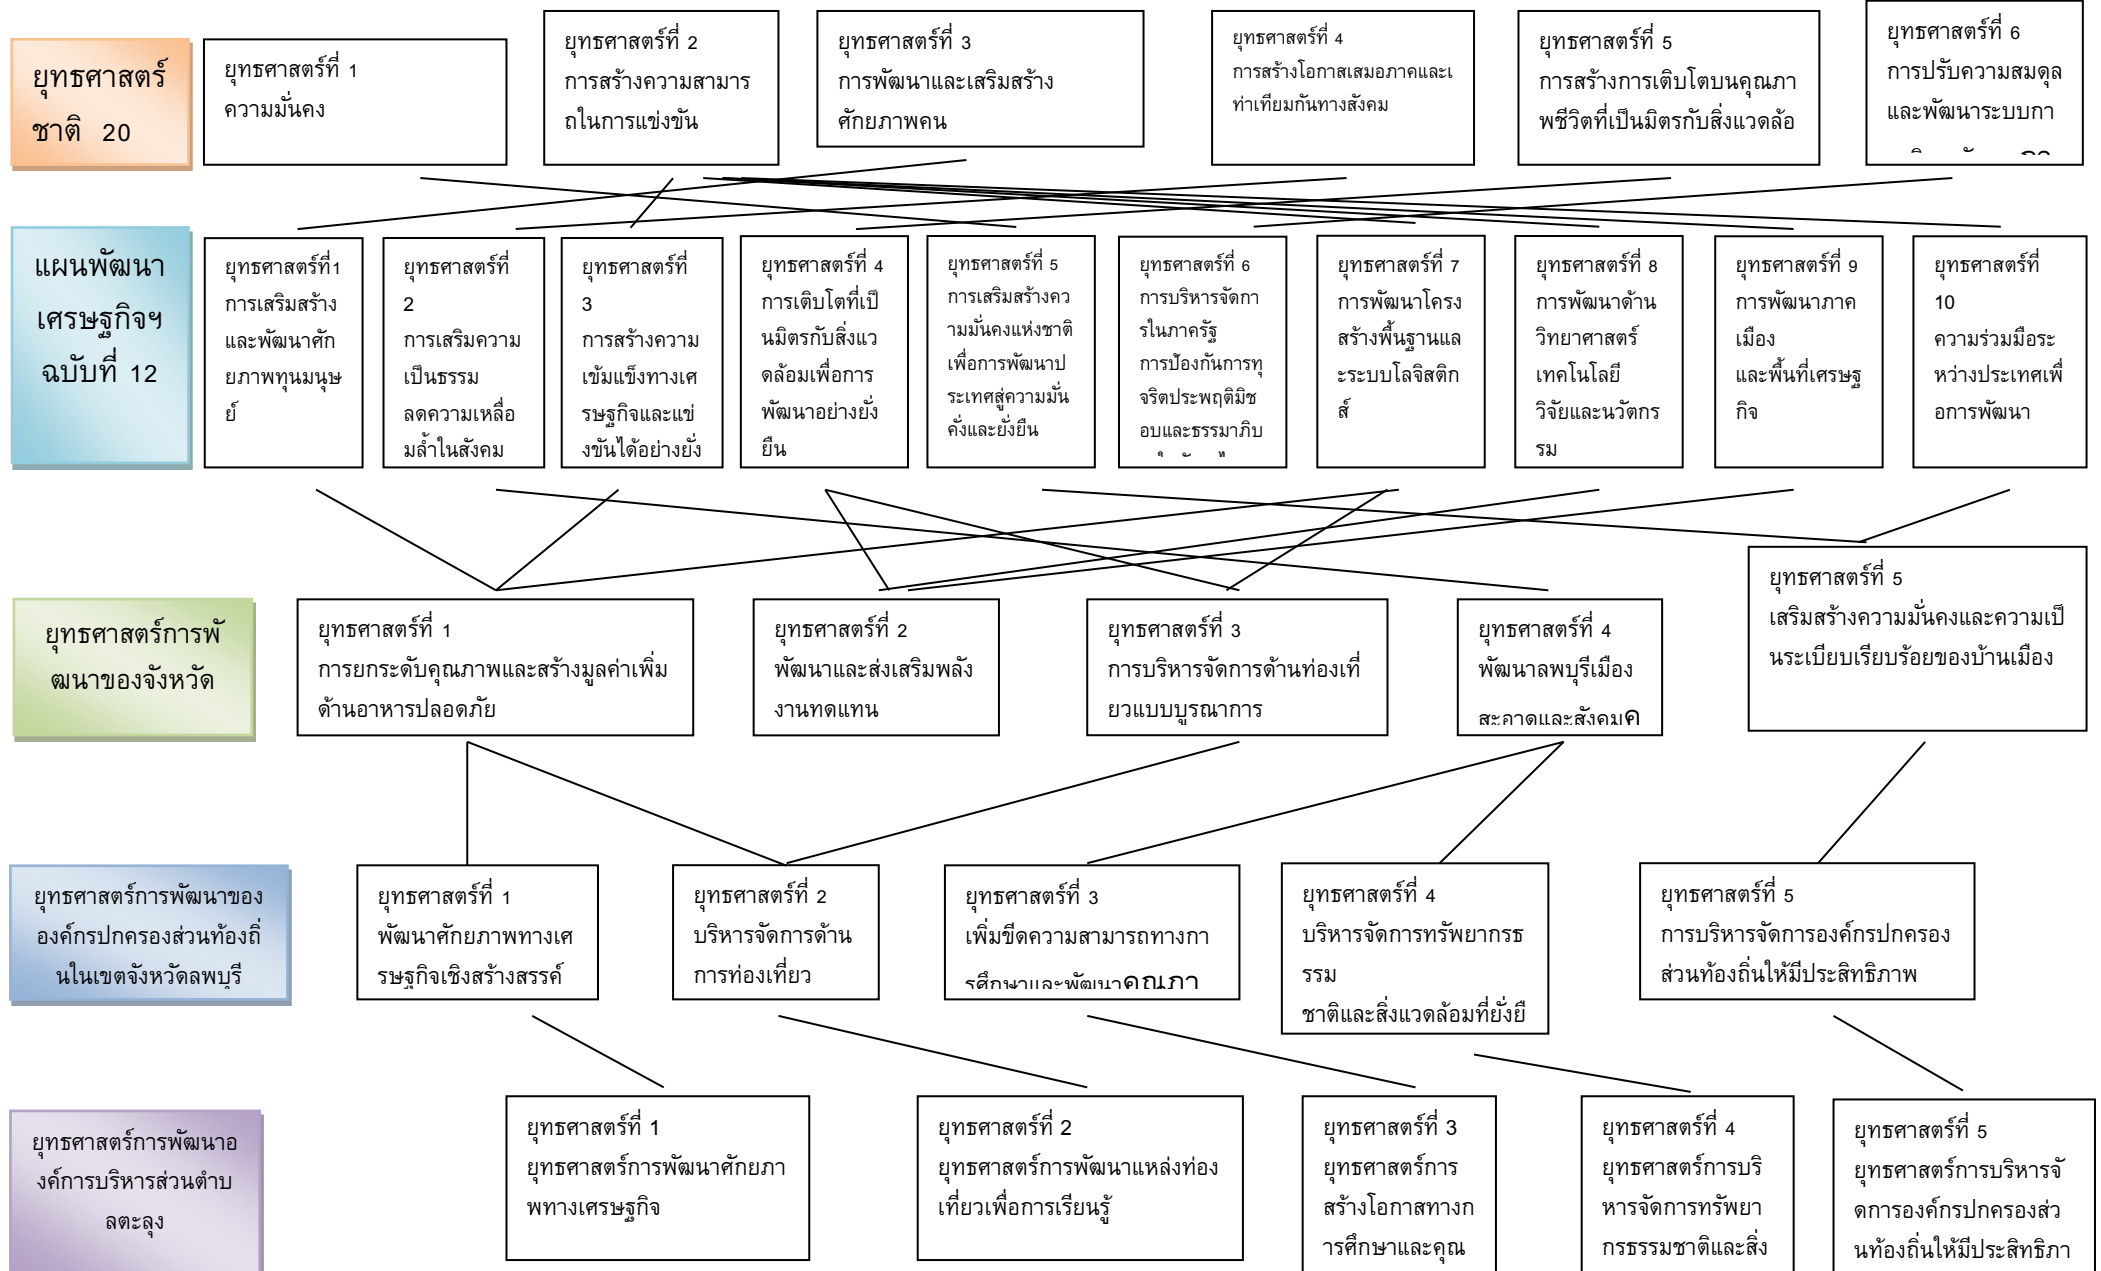 ยุทธศาสตร์
ชาติ 20
ยุทธศาสตร์ที่ 1
ความมั่นคง
ยุทธศาสตร์ที่ 2
การสร้างความสามาร
ถในการแข่งขัน
ยุทธศาสตร์ที่ 3
การพัฒนาและเสริมสร้าง
ศักยภาพคน
ยุทธศาสตร์ที่ 4
การสร้างโอกาสเสมอภาคและเ
ท่าเทียมกันทางสังคม
ยุทธศาสตร์ที่ 5
การสร้างการเติบโตบนคุณภา
พชีวิตที่เป็นมิตรกับสิ่งแวดล้อ
ยุทธศาสตร์ที่ 6
การปรับความสมดุล
และพัฒนาระบบกา
แผนพัฒนา
เศรษฐกิจฯ
ฉบับที่ 12
ยุทธศาสตร์ที่1
การเสริมสร้าง
และพัฒนาศัก
ยภาพทุนมนุษ
ย์
ยุทธศาสตร์ที่
2
การเสริมความ
เป็นธรรม
ลดความเหลื่อ
มล้ำในสังคม
ยุทธศาสตร์ที่
3
การสร้างความ
เข้มแข็งทางเศ
รษฐกิจและแข่
งขันได้อย่างยั่ง
ยุทธศาสตร์ที่ 4
การเติบโตที่เป็
นมิตรกับสิ่งแว
ดล้อมเพื่อการ
พัฒนาอย่างยั่ง
ยืน
ยุทธศาสตร์ที่ 5
การเสริมสร้างคว
ามมั่นคงแห่งชาติ
เพื่อการพัฒนาป
ระเทศสู่ความมั่น
คั่งและยั่งยืน
ยุทธศาสตร์ที่ 6
การบริหารจัดกา
รในภาครัฐ
การป้องกันการทุ
จริตประพฤติมิช
อบและธรรมาภิบ
ยุทธศาสตร์ที่ 7
การพัฒนาโครง
สร้างพื้นฐานแล
ะระบบโลจิสติก
ส์
ยุทธศาสตร์ที่ 8
การพัฒนาด้าน
วิทยาศาสตร์
เทคโนโลยี
วิจัยและนวัตกร
รม
ยุทธศาสตร์ที่ 9
การพัฒนาภาค
เมือง
และพื้นที่เศรษฐ
กิจ
ยุทธศาสตร์ที่
10
ความร่วมมือระ
หว่างประเทศเพื่
อการพัฒนา
ยุทธศาสตร์การพั
ฒนาของจังหวัด
ยุทธศาสตร์ที่ 1
การยกระดับคุณภาพและสร้างมูลค่าเพิ่ม
ด้านอาหารปลอดภัย
ยุทธศาสตร์ที่ 2
พัฒนาและส่งเสริมพลัง
งานทดแทน
ยุทธศาสตร์ที่ 3
การบริหารจัดการด้านท่องเที่
ยวแบบบูรณาการ
ยุทธศาสตร์ที่ 4
พัฒนาลพบุรีเมือง
สะอาดและสังคมค
ยุทธศาสตร์ที่ 5
เสริมสร้างความมั่นคงและความเป็
นระเบียบเรียบร้อยของบ้านเมือง
ยุทธศาสตร์การพัฒนาของ
องค์กรปกครองส่วนท้องถิ่
นในเขตจังหวัดลพบุรี
ยุทธศาสตร์ที่ 1
พัฒนาศักยภาพทางเศ
รษฐกิจเชิงสร้างสรรค์
ยุทธศาสตร์ที่ 2
บริหารจัดการด้าน
การท่องเที่ยว
ยุทธศาสตร์ที่ 3
เพิ่มขีดความสามารถทางกา
รศึกษาและพัฒนาคุณภา
ยุทธศาสตร์ที่ 4
บริหารจัดการทรัพยากรธ
รรม
ชาติและสิ่งแวดล้อมที่ยั่งยื
ยุทธศาสตร์ที่ 5
การบริหารจัดการองค์กรปกครอง
ส่วนท้องถิ่นให้มีประสิทธิภาพ
ยุทธศาสตร์การพัฒนาอ
งค์การบริหารส่วนตำบ
ลตะลุง
ยุทธศาสตร์ที่ 1
ยุทธศาสตร์การพัฒนาศักยภา
พทางเศรษฐกิจ
ยุทธศาสตร์ที่ 2
ยุทธศาสตร์การพัฒนาแหล่งท่อง
เที่ยวเพื่อการเรียนรู้
ยุทธศาสตร์ที่ 3
ยุทธศาสตร์การ
สร้างโอกาสทางก
ารศึกษาและคุณ
ยุทธศาสตร์ที่ 4
ยุทธศาสตร์การบริ
หารจัดการทรัพยา
กรธรรมชาติและสิ่ง
ยุทธศาสตร์ที่ 5
ยุทธศาสตร์การบริหารจั
ดการองค์กรปกครองส่ว
นท้องถิ่นให้มีประสิทธิภา